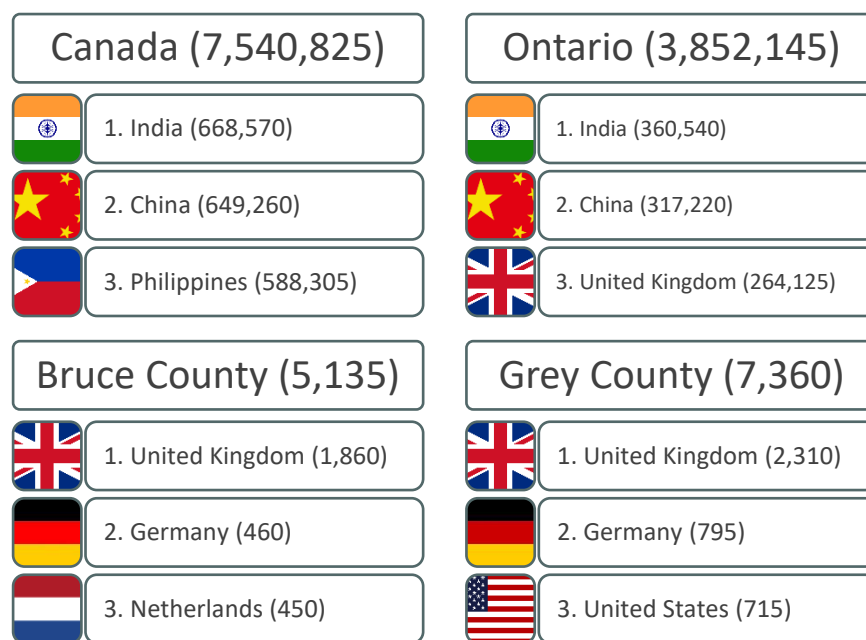 Canada (7,540,825)
1. India (668,570)
2. China (649,260)
3. Philippines (588,305)
Ontario (3,852,145)
1. India (360,540)
2. China (317,220)
3. United Kingdom (264,125)
Bruce County (5,135)
1. United Kingdom (1,860)
2. Germany (460)
3. Netherlands (450)
Grey County (7,360)
1. United Kingdom (2,310)
2. Germany (795)
3. United States (715)